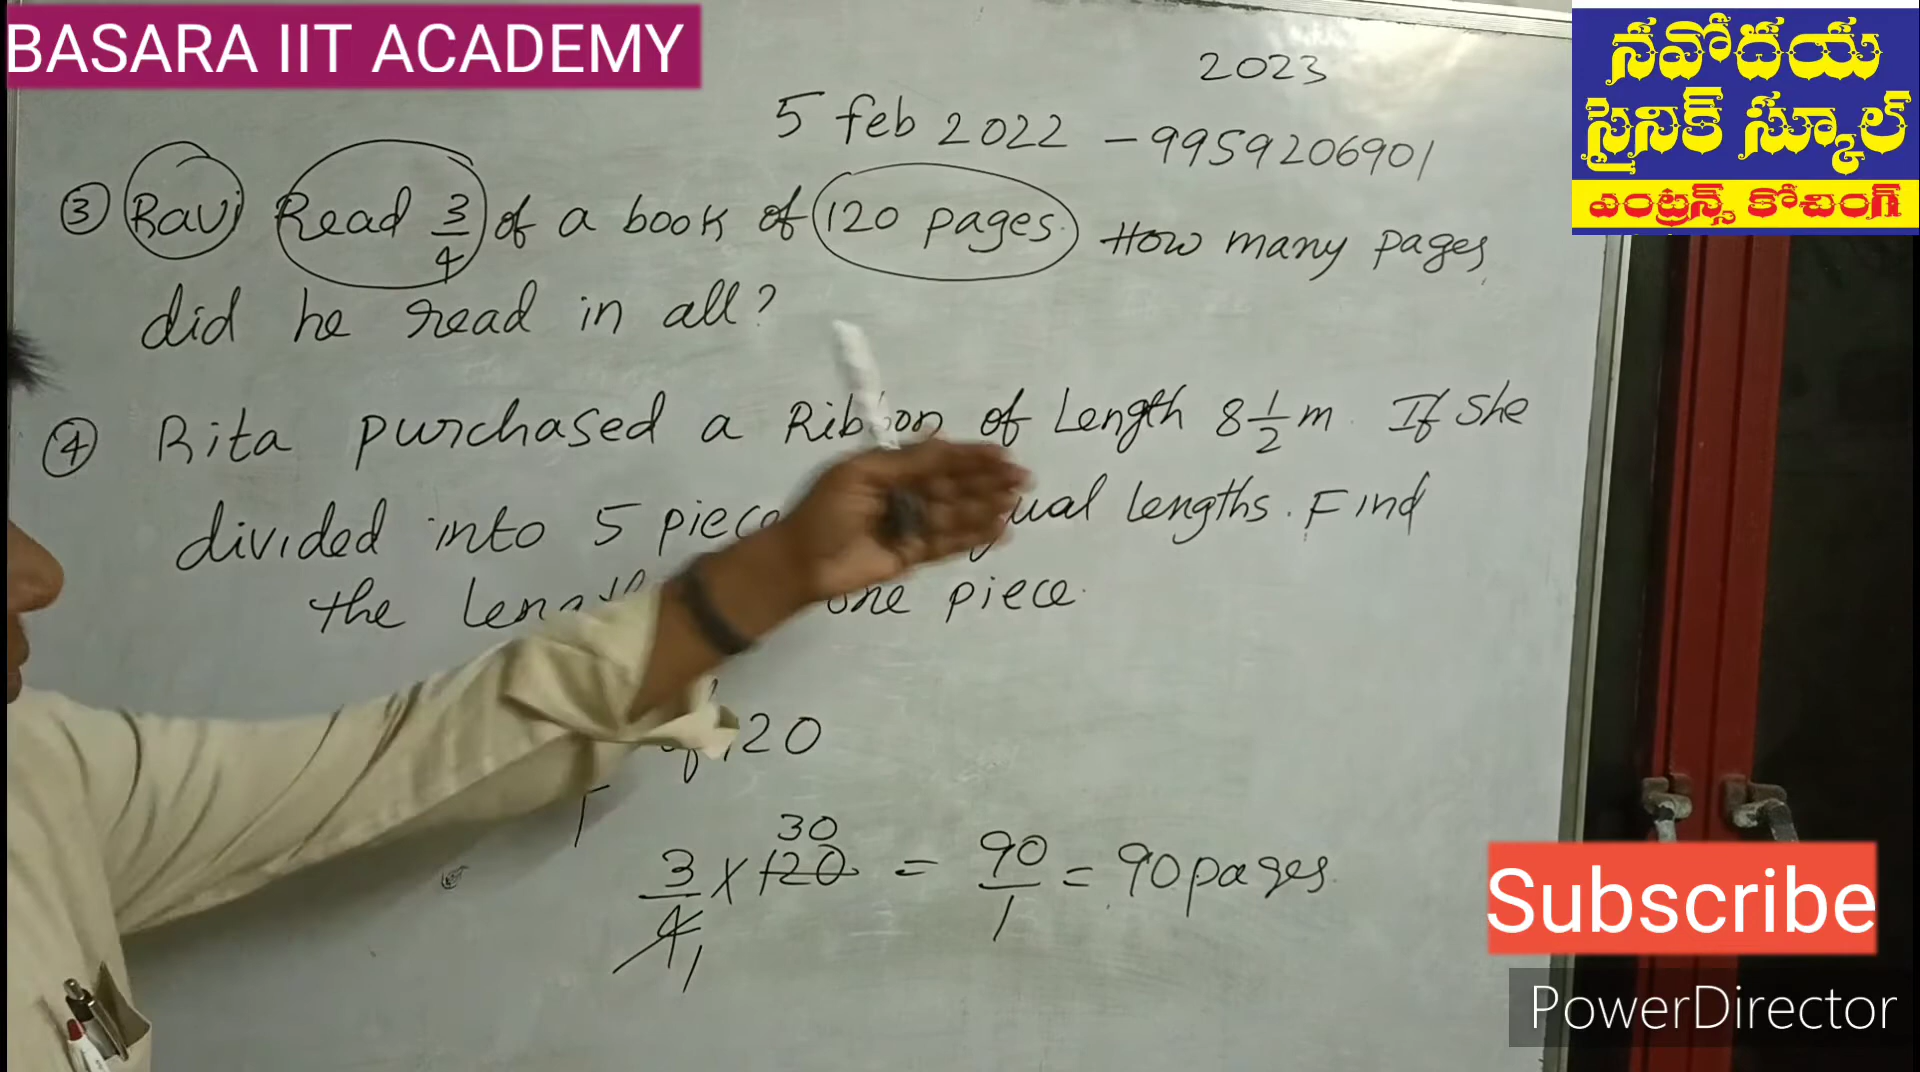 BASARA IIT ACADEMY
నవోదయ
సైనిక్ స్కూల్
ఎంట్రన్స్ కోచింగ్
2023
5 feb 2022 - 9959206901
③ Ravi Read 3/4 of a book of 120 pages. How many pages
did he read in all?
④ Rita purchased a Ribbon of Length 8 1/2 m. If she
divided into 5 lengths. Find
the one piece.
of 120
3/4 1 x 120 30 = 90/1 = 90 pages.
Subscribe
PowerDirector